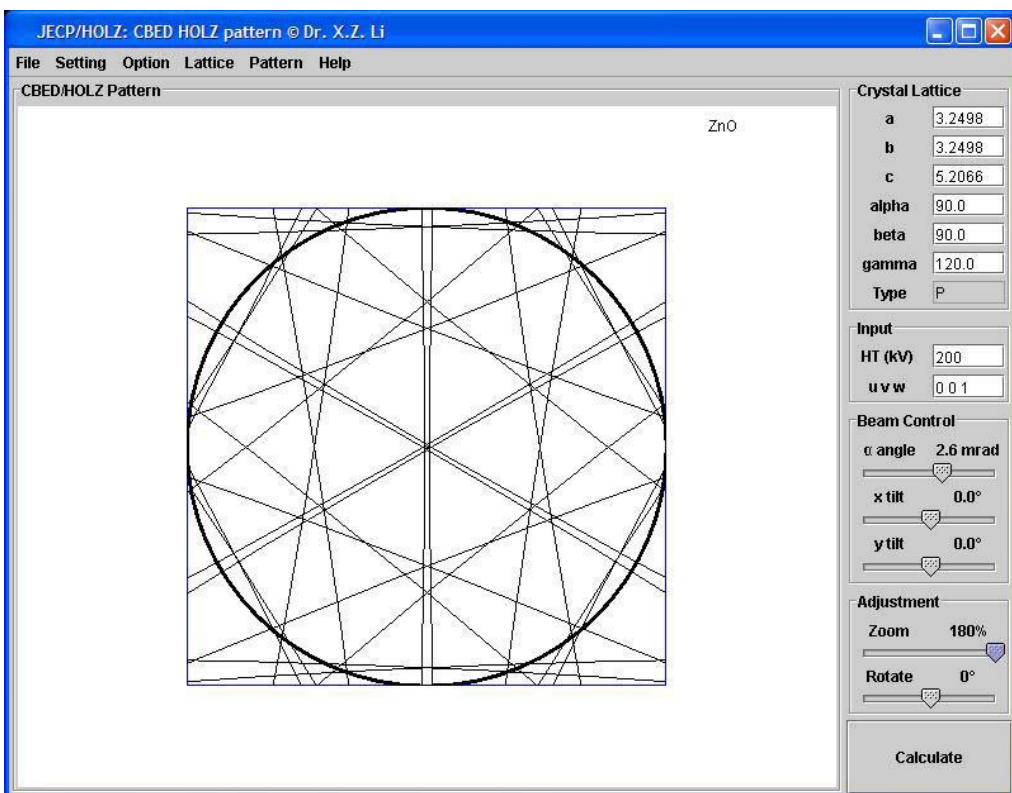 JECP/HOLZ: CBED HOLZ pattern © Dr. X.Z. Li
File Setting Option Lattice Pattern Help
CBED/HOLZ Pattern
ZnO
Crystal Lattice
a 3.2498
b 3.2498
c 5.2066
alpha 90.0
beta 90.0
gamma 120.0
Type P
Input
HT (kV) 200
u v w 0 0 1
Beam Control
α angle 2.6 mrad
x tilt 0.0°
y tilt 0.0°
Adjustment
Zoom 180%
Rotate 0°
Calculate